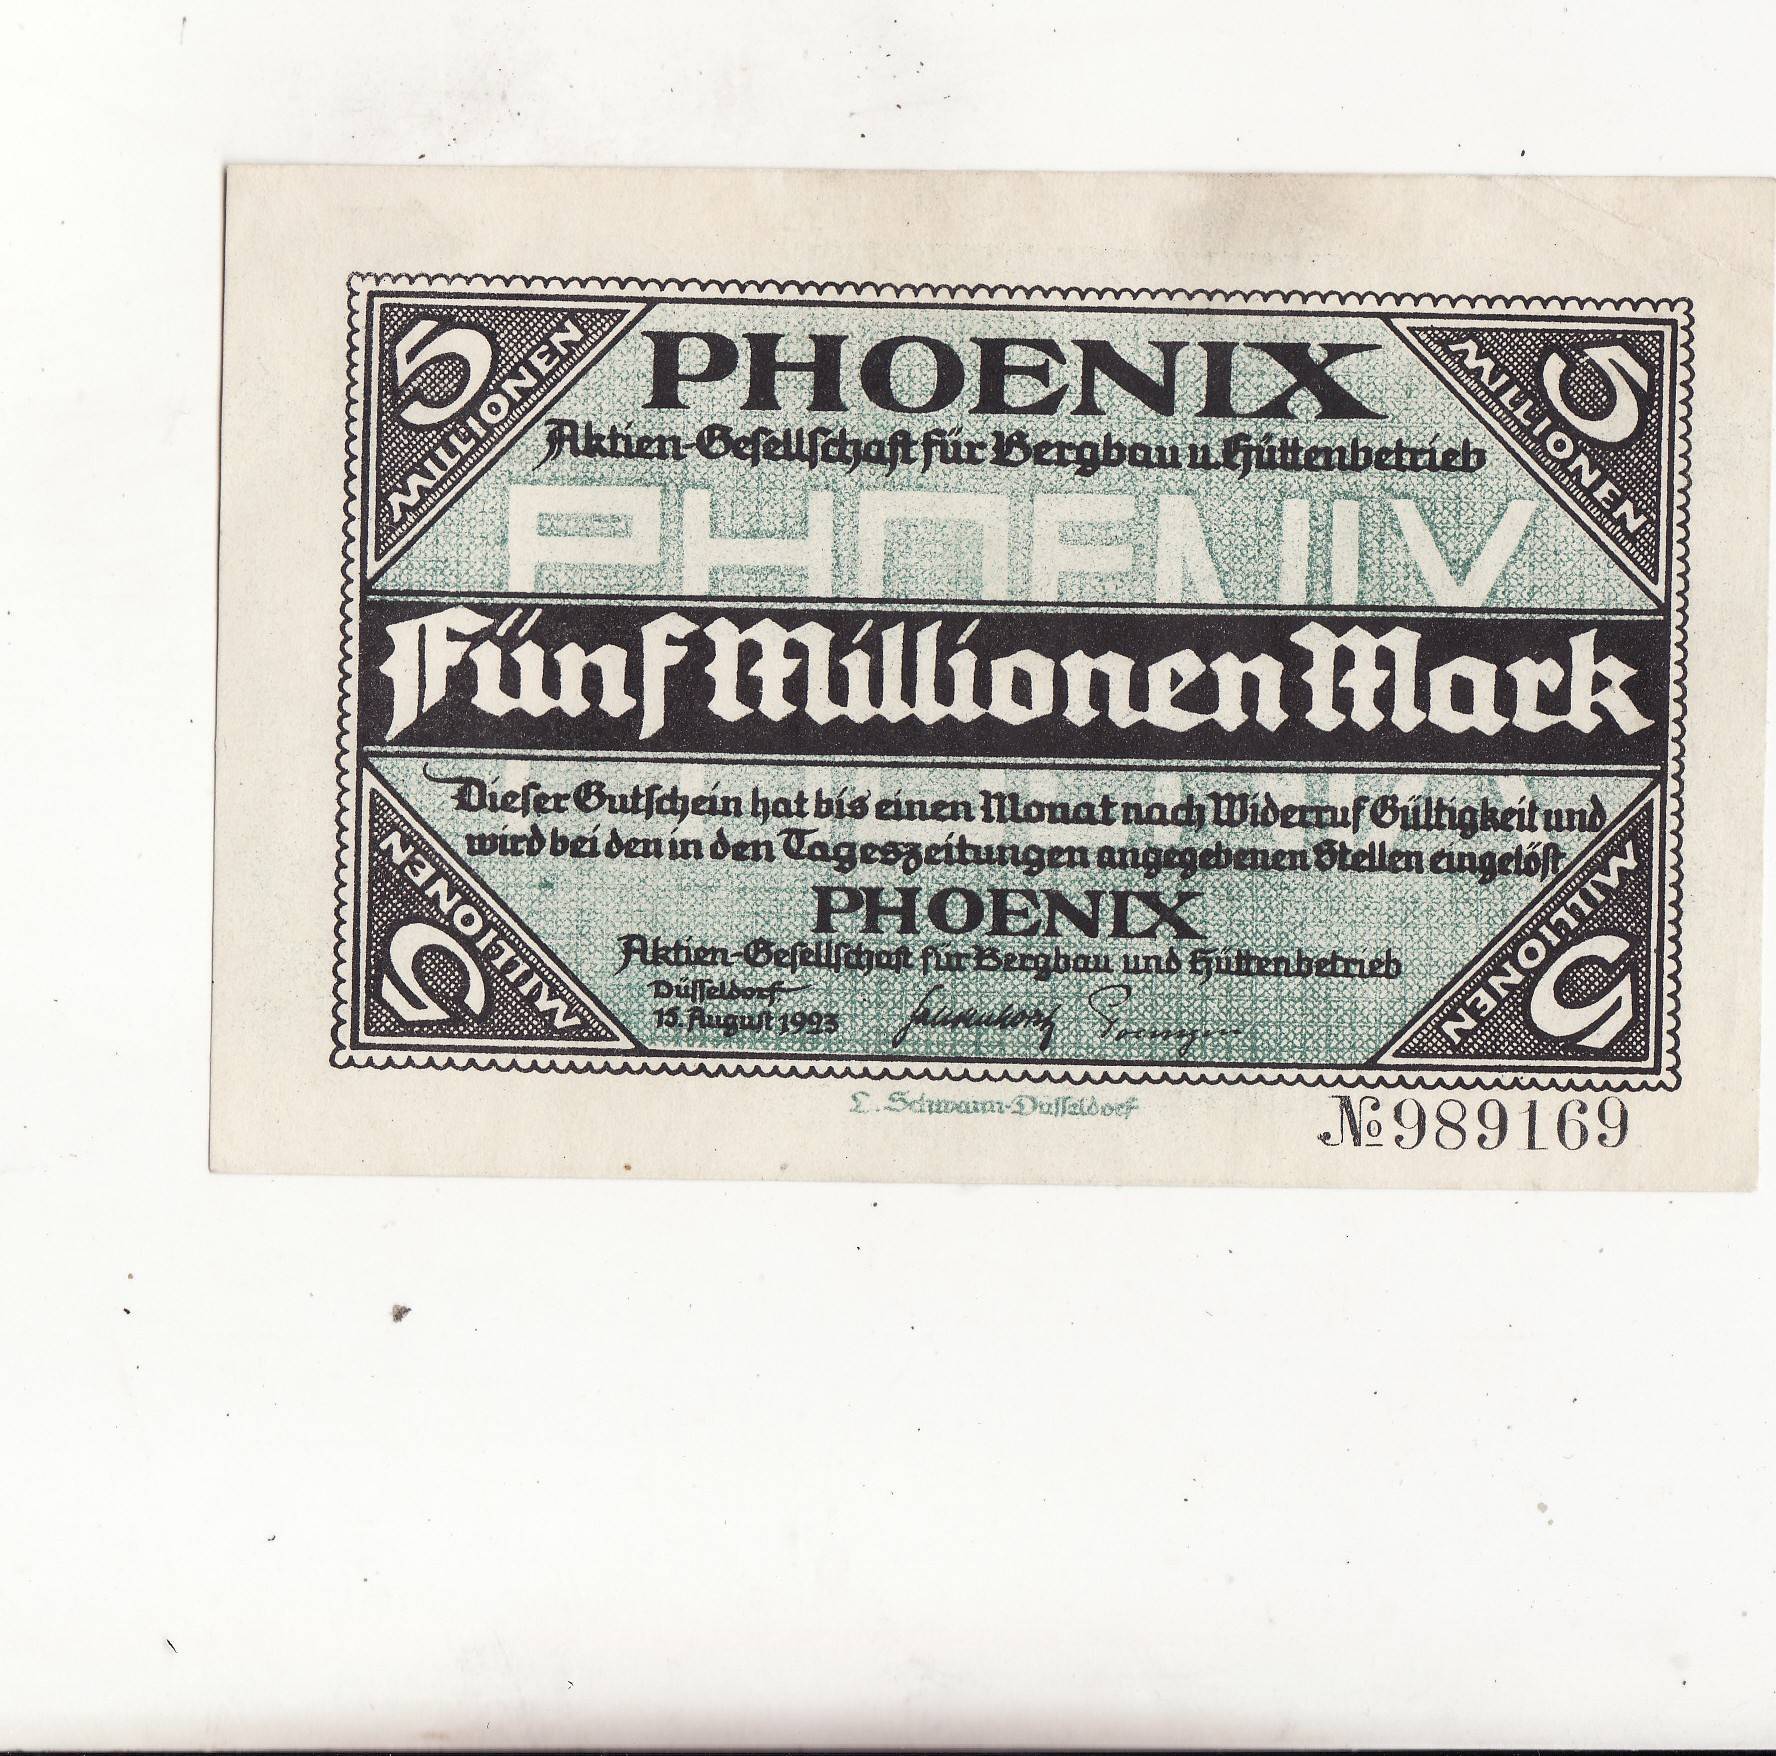 5 MILLIONEN
5 MILLIONEN
PHOENIX
Aktien-Gesellschaft für Bergbau u. Hüttenbetrieb
PHOENIX
Fünf Millionen Mark
Dieser Gutschein hat bis einen Monat nach Widerruf Gültigkeit und
wird bei den in den Tageszeitungen angegebenen Stellen eingelöst
PHOENIX
Aktien-Gesellschaft für Bergbau und Hüttenbetrieb
Düsseldorf
15. August 1923
5 MILLIONEN
5 MILLIONEN
L. Schwann-Düsseldorf
№ 989169